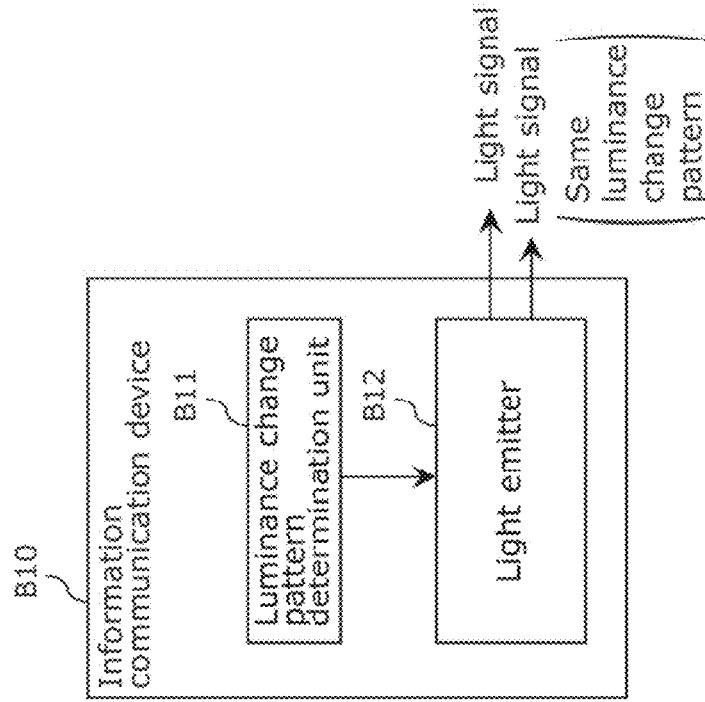 B10
Information
communication device
B11
Luminance change
pattern
determination unit
B12
Light emitter
Light signal
Light signal
Same
luminance
change
pattern